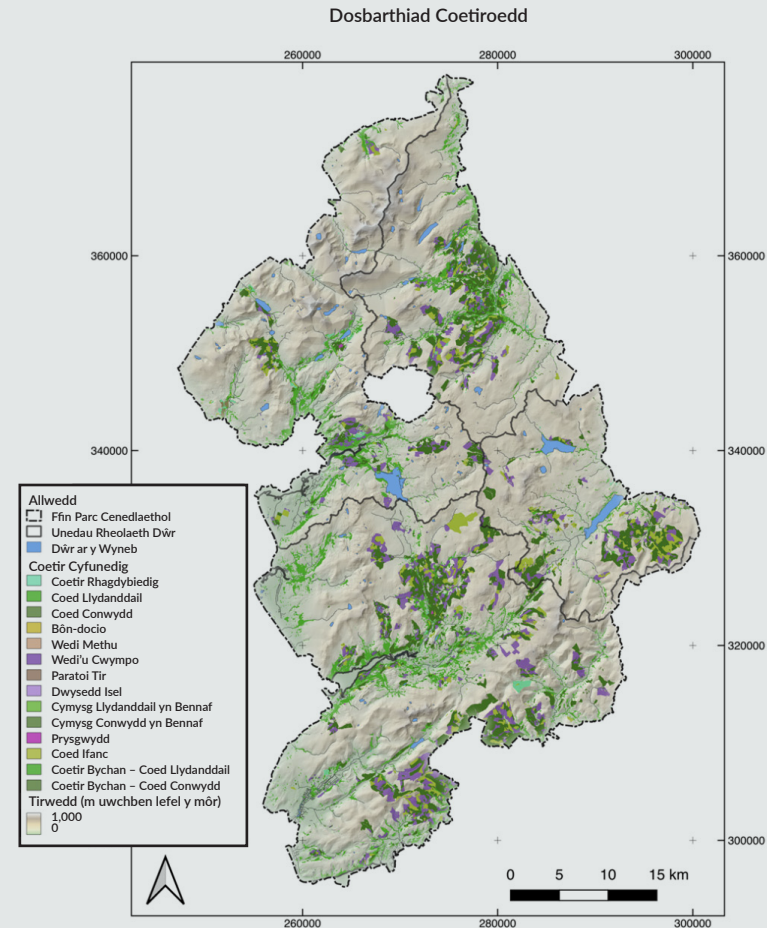 Dosbarthiad Coetiroedd
260000 280000 300000
360000 360000
340000 340000
Allwedd
Ffin Parc Cenedlaethol
Unedau Rheolaeth Dŵr
Dŵr ar y Wyneb
Coetir Cyfunedig
Coetir Rhagdybiedig
Coed Llydanddail
Coed Conwydd
Bôn-docio
Wedi Methu
Wedi'u Cwympo
Paratoi Tir
Dwysedd Isel
Cymysg Llydanddail yn Bennaf
Cymysg Conwydd yn Bennaf
Prysgwydd
Coed Ifanc
Coetir Bychan – Coed Llydanddail
Coetir Bychan – Coed Conwydd
Tirwedd (m uwchben lefel y môr)
1,000
0
320000
300000
0 5 10 15 km
260000 280000 300000